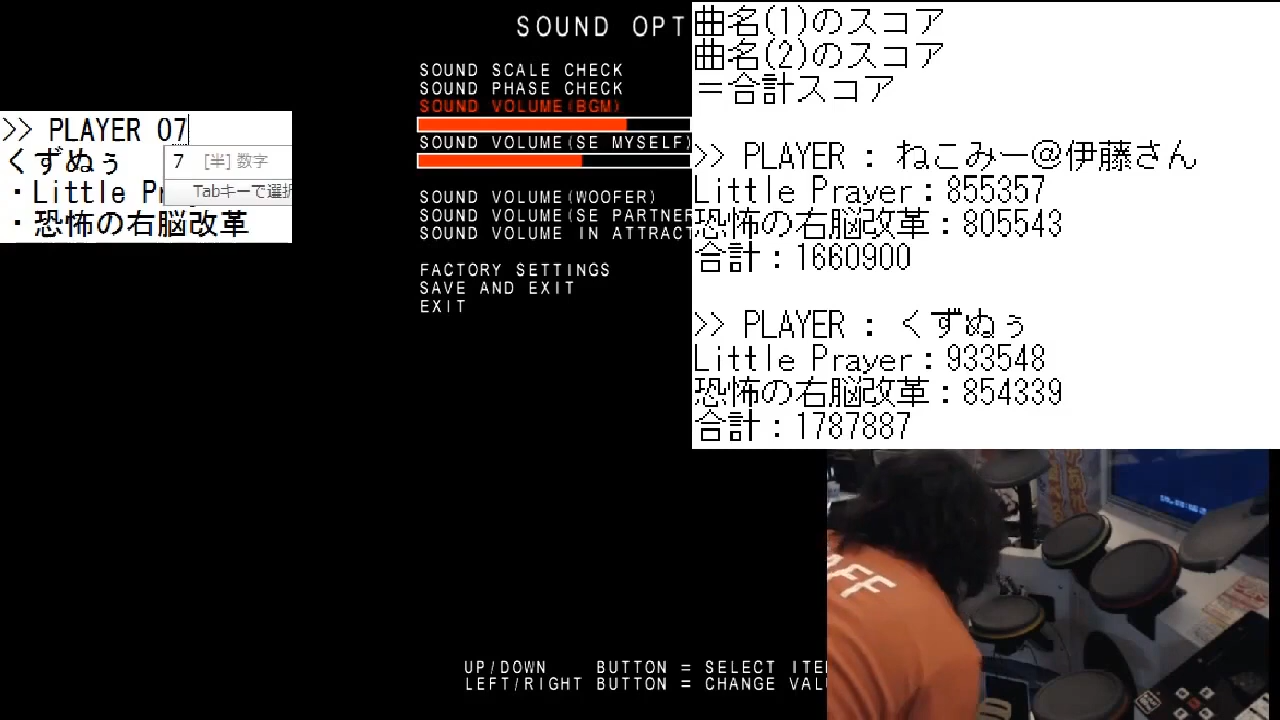 SOUND OPT
SOUND SCALE CHECK
SOUND PHASE CHECK
SOUND VOLUME(BGM)
SOUND VOLUME(SE MYSELF)
SOUND VOLUME(WOOFER)
SOUND VOLUME(SE PARTNER
SOUND VOLUME IN ATTRACT
FACTORY SETTINGS
SAVE AND EXIT
EXIT
UP/DOWN BUTTON = SELECT ITE
LEFT/RIGHT BUTTON = CHANGE VAL
>> PLAYER 07
くずぬぅ
・Little Pr
・恐怖の右脳改革
7 [半] 数字
Tabキーで選択
曲名(1)のスコア
曲名(2)のスコア
＝合計スコア
>> PLAYER : ねこみー@伊藤さん
Little Prayer：855357
恐怖の右脳改革：805543
合計：1660900
>> PLAYER : くずぬぅ
Little Prayer：933548
恐怖の右脳改革：854339
合計：1787887
AFF